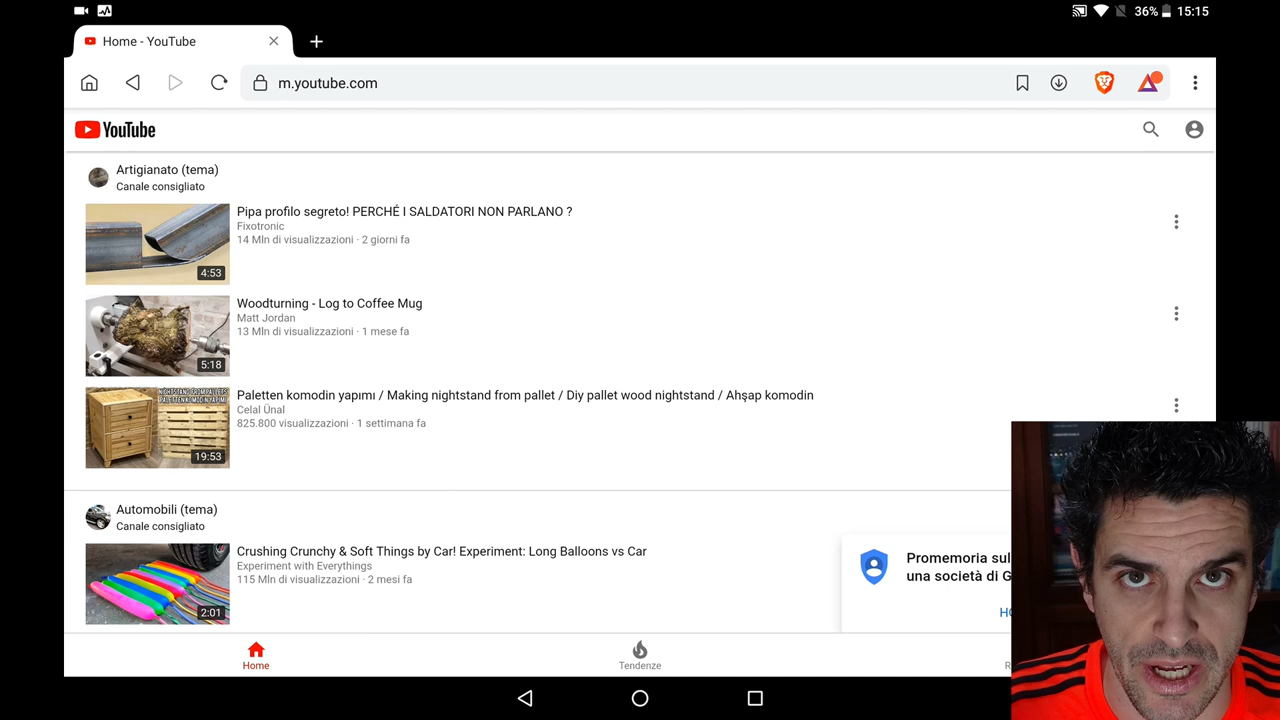 36% 15:15
Home - YouTube
m.youtube.com
YouTube
Artigianato (tema)
Canale consigliato
Pipa profilo segreto! PERCHÉ I SALDATORI NON PARLANO ?
Fixotronic
14 Mln di visualizzazioni · 2 giorni fa
4:53
Woodturning - Log to Coffee Mug
Matt Jordan
13 Mln di visualizzazioni · 1 mese fa
5:18
Paletten komodin yapımı / Making nightstand from pallet / Diy pallet wood nightstand / Ahşap komodin
Celal Ünal
825.800 visualizzazioni · 1 settimana fa
19:53
Automobili (tema)
Canale consigliato
Crushing Crunchy & Soft Things by Car! Experiment: Long Balloons vs Car
Experiment with Everythings
115 Mln di visualizzazioni · 2 mesi fa
2:01
Promemoria sul
una società di G
HO
Home
Tendenze
R